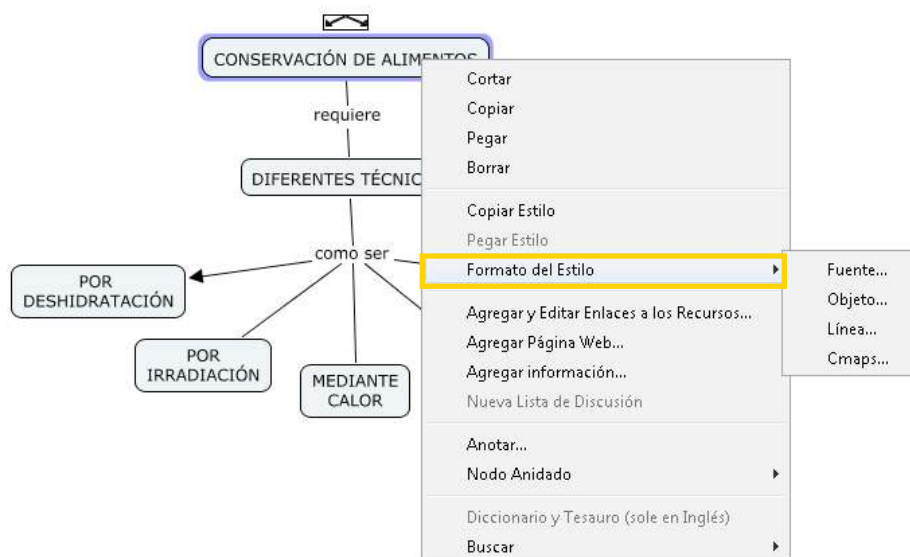 CONSERVACIÓN DE ALIMENTOS
requiere
DIFERENTES TÉCNIC
como ser
POR
DESHIDRATACIÓN
POR
IRRADIACIÓN
MEDIANTE
CALOR
Cortar
Copiar
Pegar
Borrar
Copiar Estilo
Pegar Estilo
Formato del Estilo
Agregar y Editar Enlaces a los Recursos...
Agregar Página Web...
Agregar información...
Nueva Lista de Discusión
Anotar...
Nodo Anidado
Diccionario y Tesauro (sole en Inglés)
Buscar
Fuente...
Objeto...
Línea...
Cmaps...